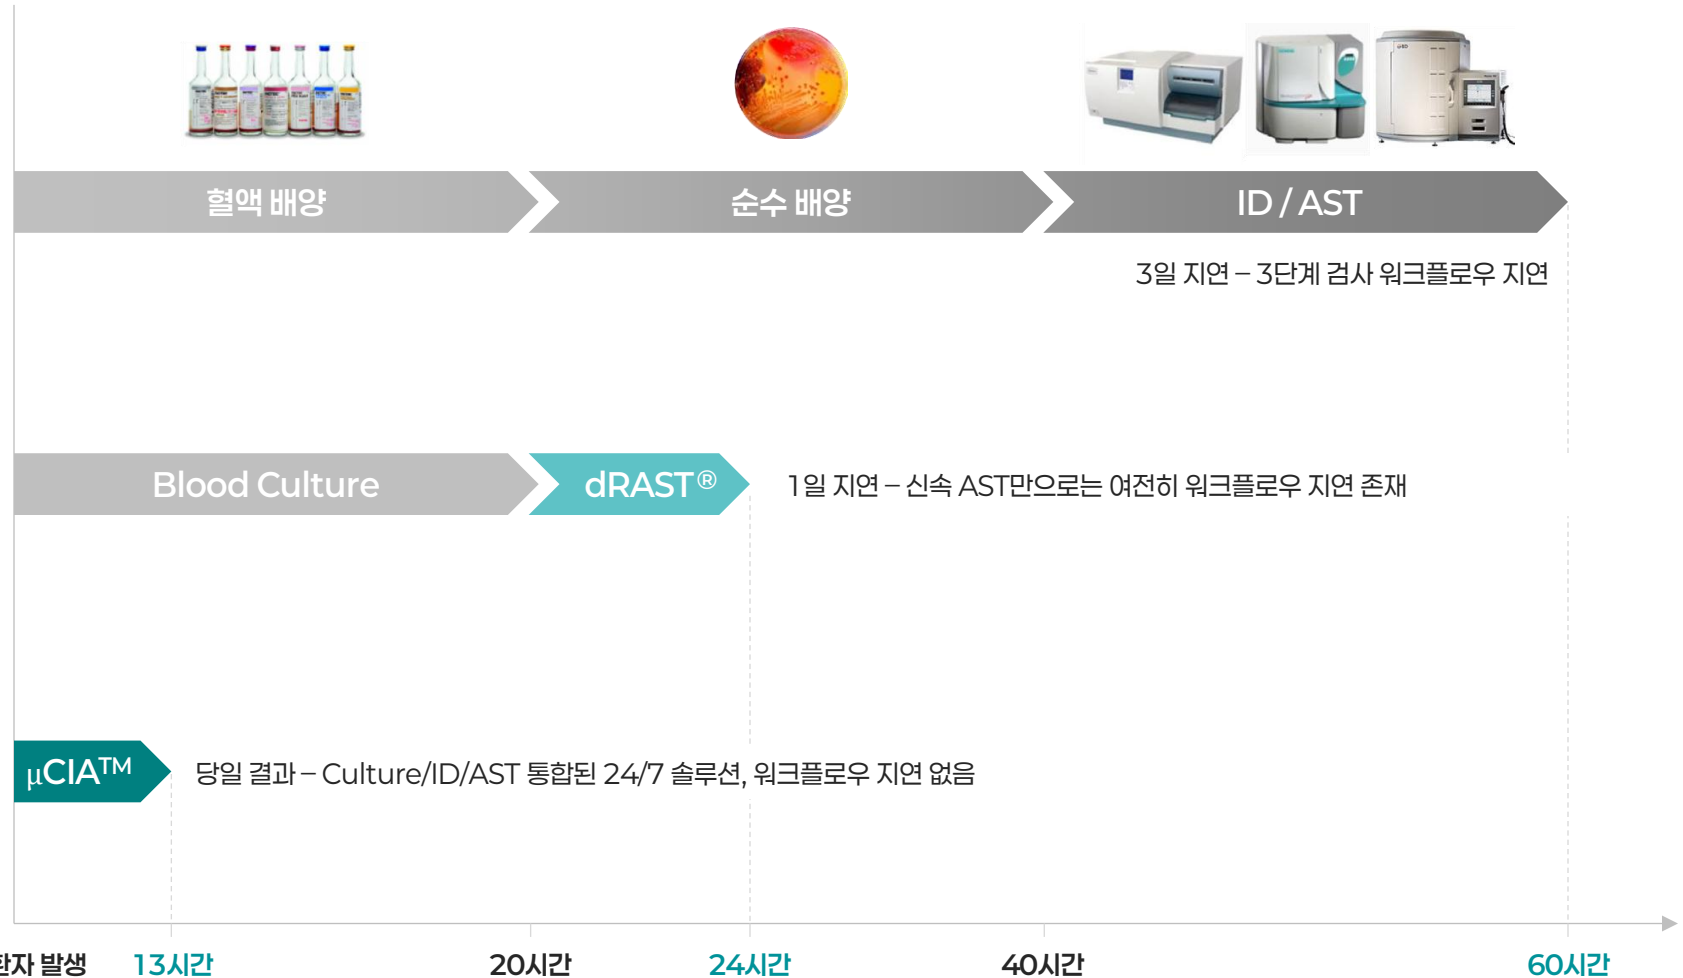 혈액 배양
순수 배양
ID / AST
3일 지연 – 3단계 검사 워크플로우 지연
Blood Culture
dRAST®
1일 지연 – 신속 AST만으로는 여전히 워크플로우 지연 존재
μCIA™
당일 결과 – Culture/ID/AST 통합된 24/7 솔루션, 워크플로우 지연 없음
환자 발생
13시간
20시간
24시간
40시간
60시간